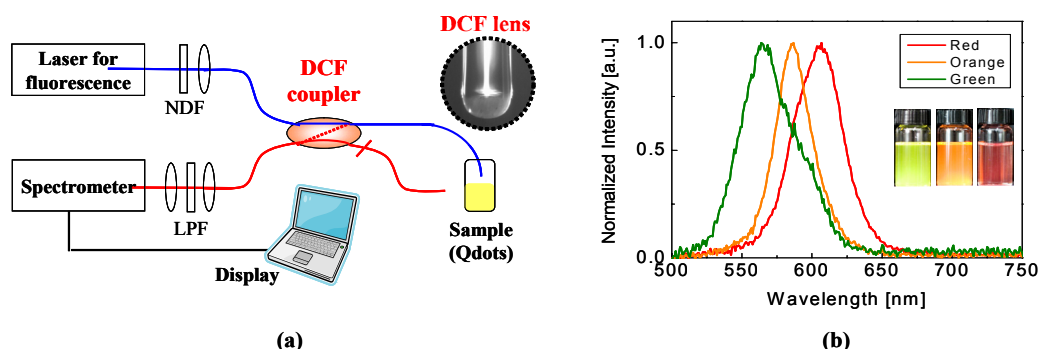 DCF lens
Laser for
fluorescence
NDF
DCF
coupler
Spectrometer
LPF
Display
Sample
(Qdots)
(a)
Normalized Intensity [a.u.]
1.0
0.5
0.0
500 550 600 650 700 750
Wavelength [nm]
Red
Orange
Green
(b)